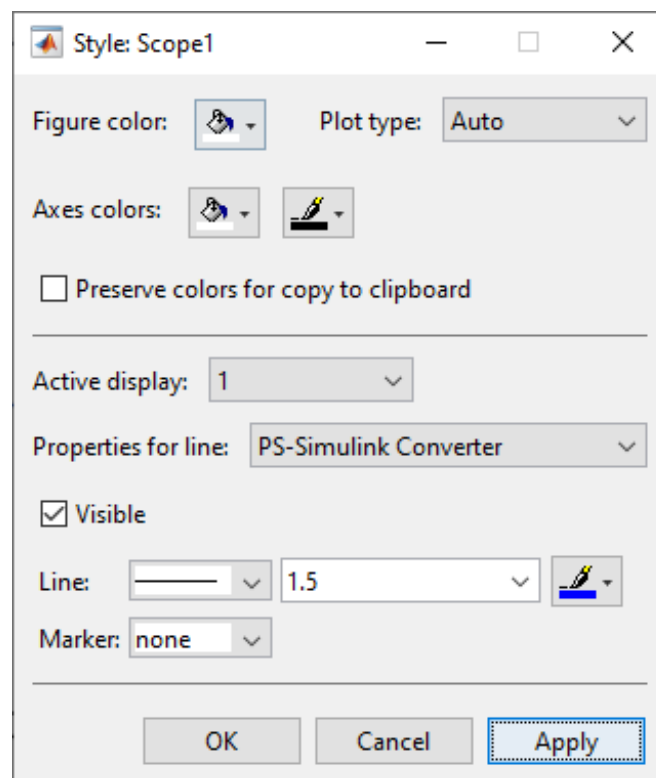 Style: Scope1
Figure color: Plot type: Auto
Axes colors:
Preserve colors for copy to clipboard
Active display: 1
Properties for line: PS-Simulink Converter
Visible
Line: 1.5
Marker: none
OK Cancel Apply